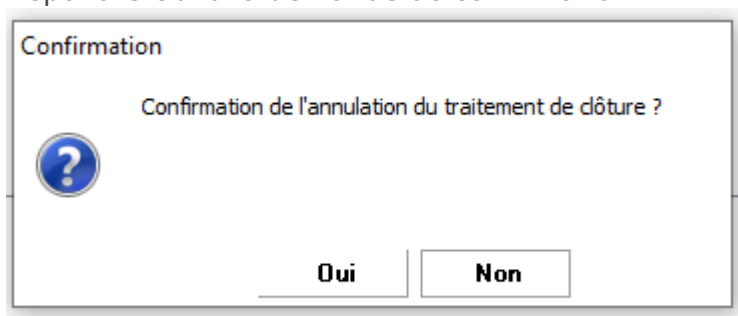 Confirmation
Confirmation de l'annulation du traitement de clôture ?
Oui
Non